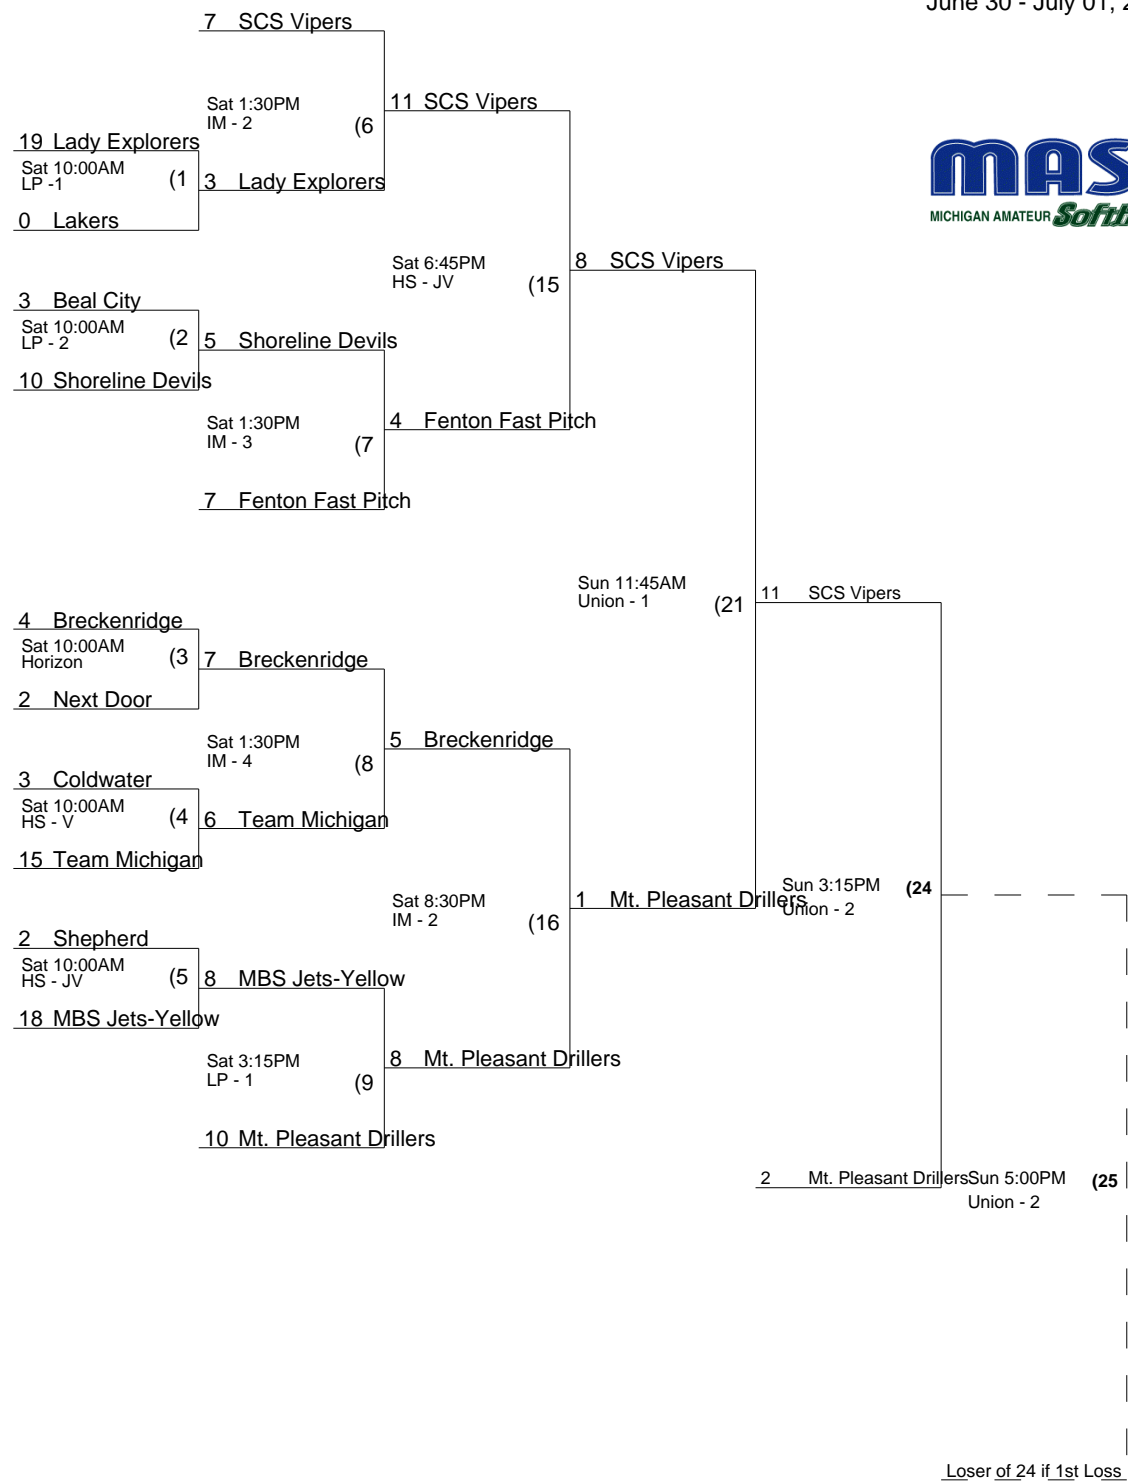 June 30 - July 01, 2
7 SCS Vipers
Sat 1:30PM
IM - 2
(6
11 SCS Vipers
MAS
MICHIGAN AMATEUR
19 Lady Explorers
Sat 10:00AM
LP -1
(1
3 Lady Explorers
0 Lakers
Sat 6:45PM
HS - JV
(15
8 SCS Vipers
3 Beal City
Sat 10:00AM
LP - 2
(2
5 Shoreline Devils
10 Shoreline Devils
Sat 1:30PM
IM - 3
(7
4 Fenton Fast Pitch
7 Fenton Fast Pitch
Sun 11:45AM
Union - 1
(21
11 SCS Vipers
4 Breckenridge
Sat 10:00AM
Horizon
(3
7 Breckenridge
2 Next Door
Sat 1:30PM
IM - 4
(8
5 Breckenridge
3 Coldwater
Sat 10:00AM
HS - V
(4
6 Team Michigan
15 Team Michigan
Sat 8:30PM
IM - 2
(16
1 Mt. Pleasant Drillers
Sun 3:15PM
Union - 2
(24
2 Shepherd
Sat 10:00AM
HS - JV
(5
8 MBS Jets-Yellow
18 MBS Jets-Yellow
Sat 3:15PM
LP - 1
(9
8 Mt. Pleasant Drillers
10 Mt. Pleasant Drillers
2 Mt. Pleasant Drillers
Sun 5:00PM
Union - 2
(25
Loser of 24 if 1st Loss